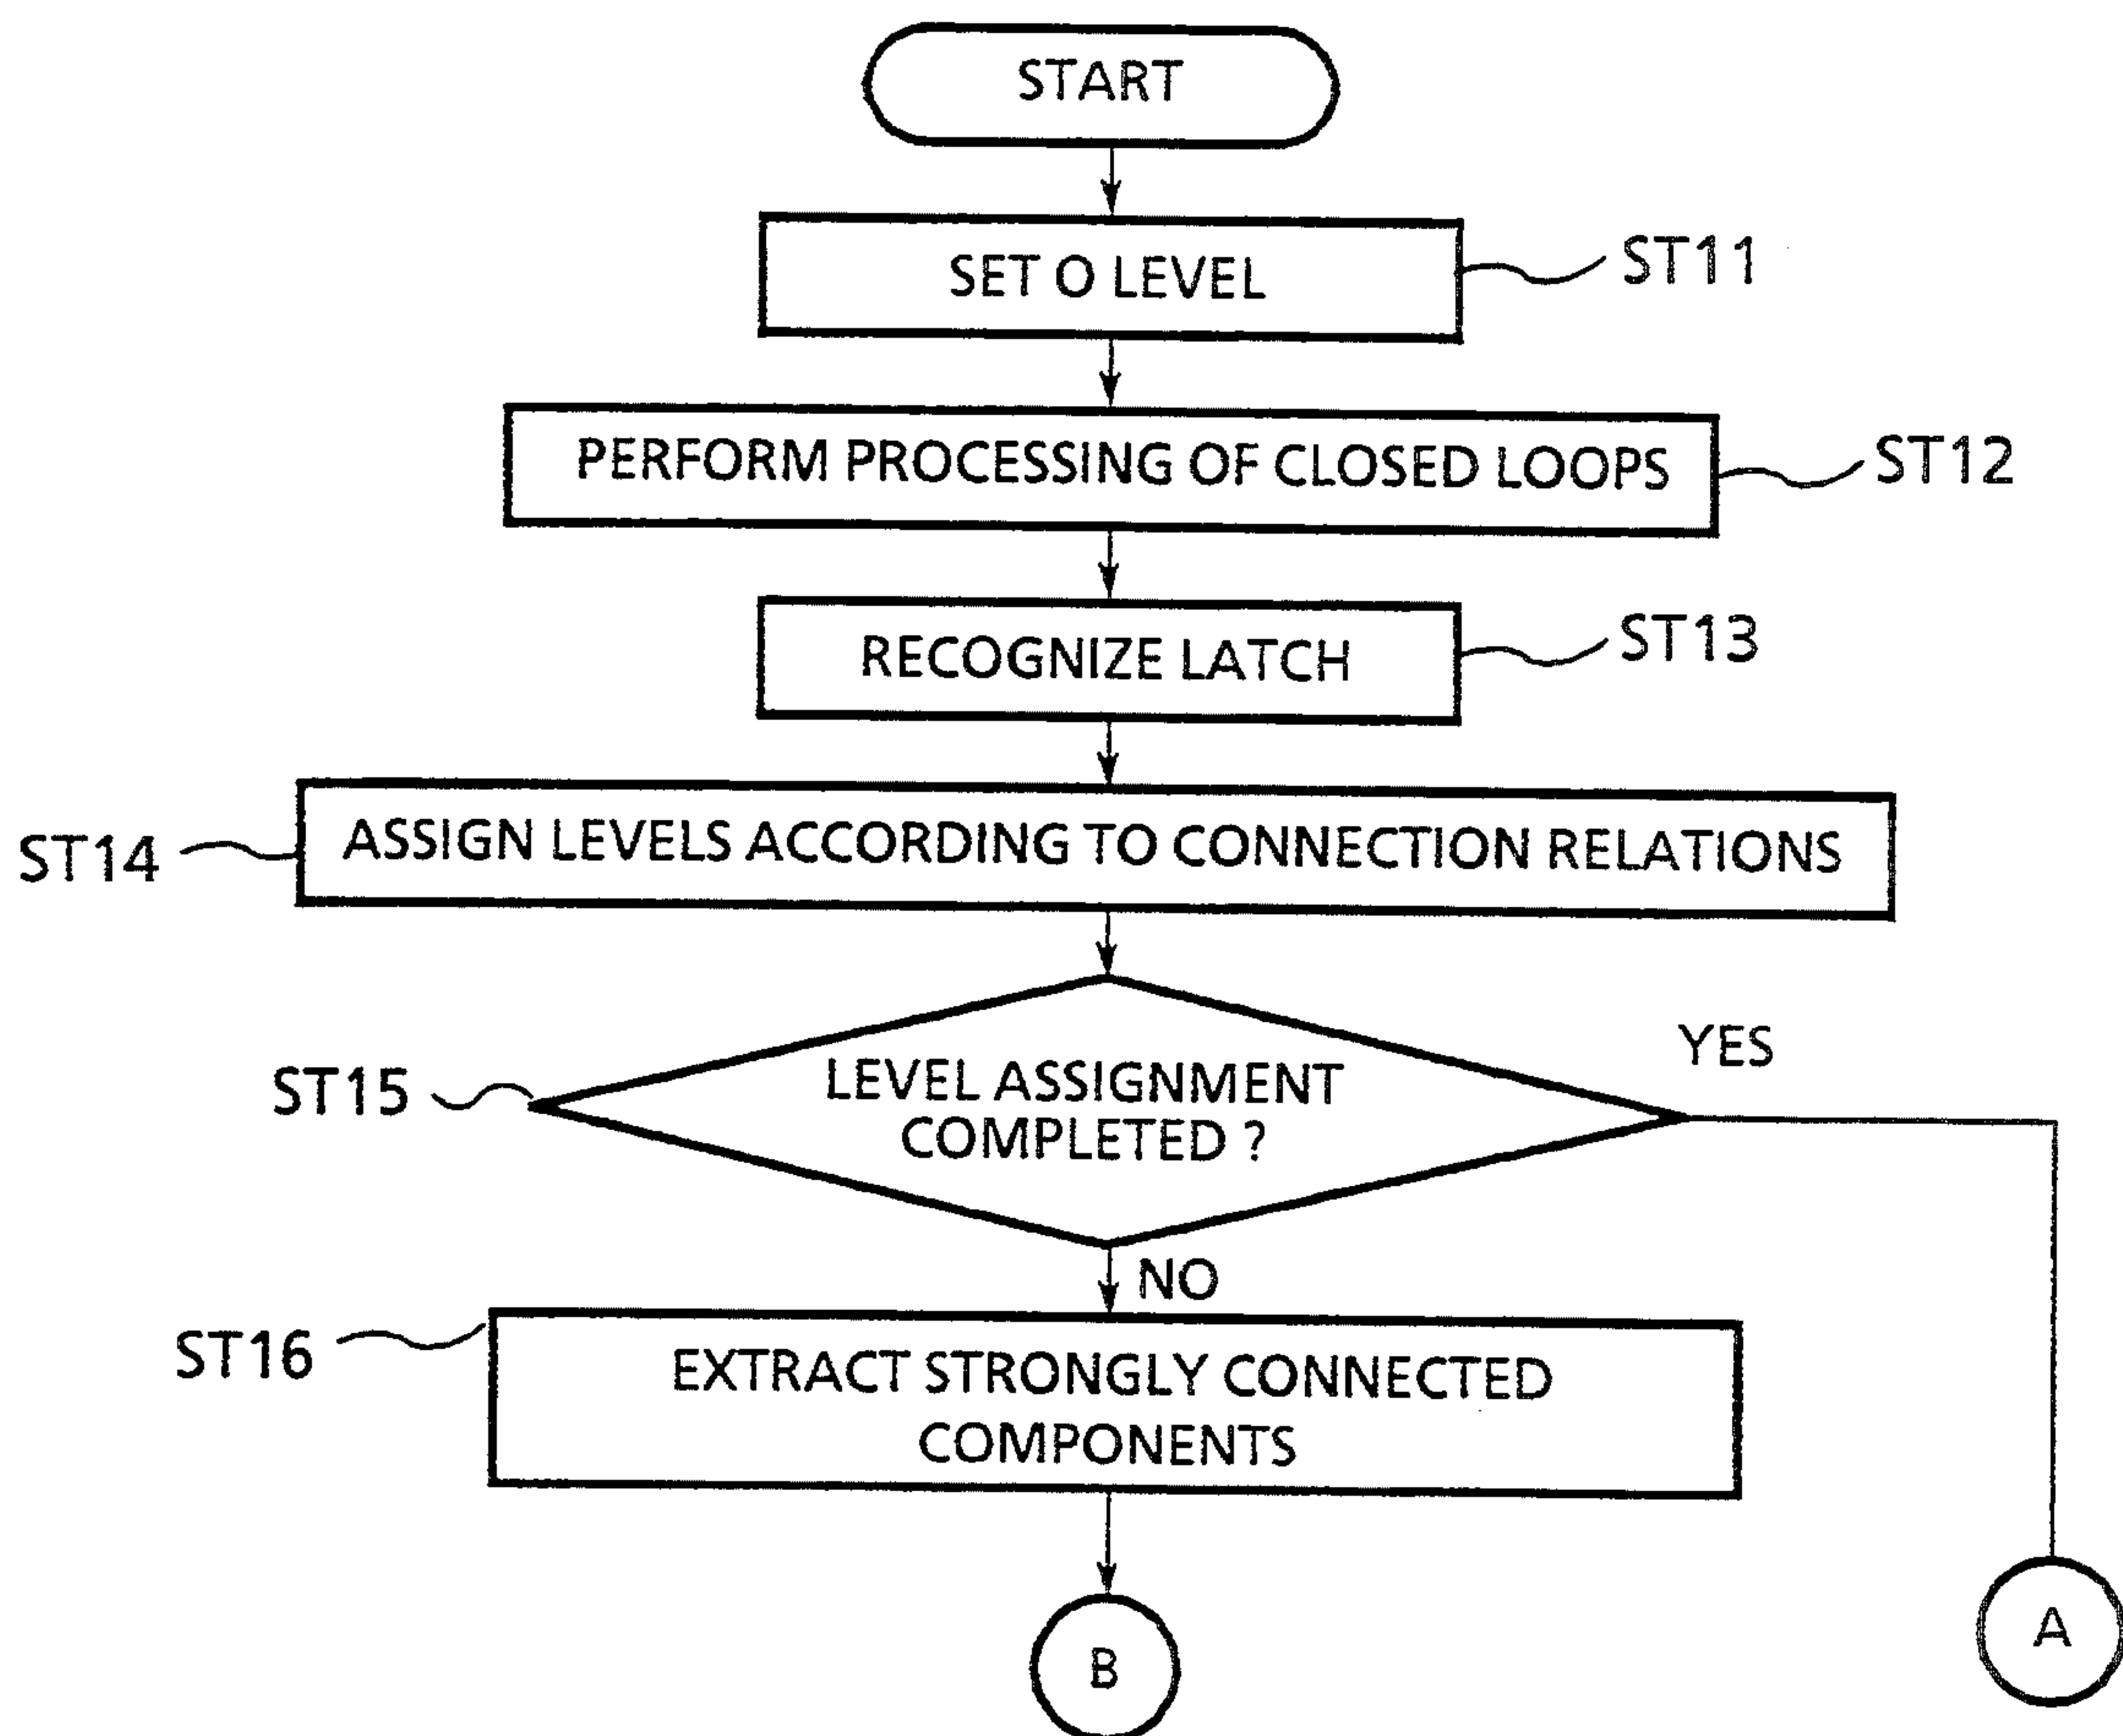 START
SET O LEVEL
ST11
PERFORM PROCESSING OF CLOSED LOOPS
ST12
RECOGNIZE LATCH
ST13
ST14
ASSIGN LEVELS ACCORDING TO CONNECTION RELATIONS
YES
ST15
LEVEL ASSIGNMENT
COMPLETED ?
NO
ST16
EXTRACT STRONGLY CONNECTED
COMPONENTS
A
B